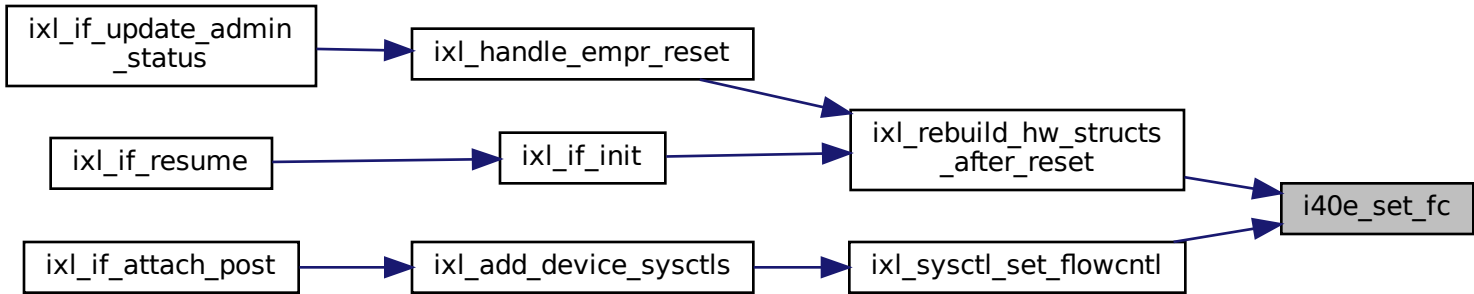 ixl_if_update_admin
_status
ixl_handle_empr_reset
ixl_rebuild_hw_structs
_after_reset
ixl_if_resume
ixl_if_init
i40e_set_fc
ixl_if_attach_post
ixl_add_device_sysctls
ixl_sysctl_set_flowcntl